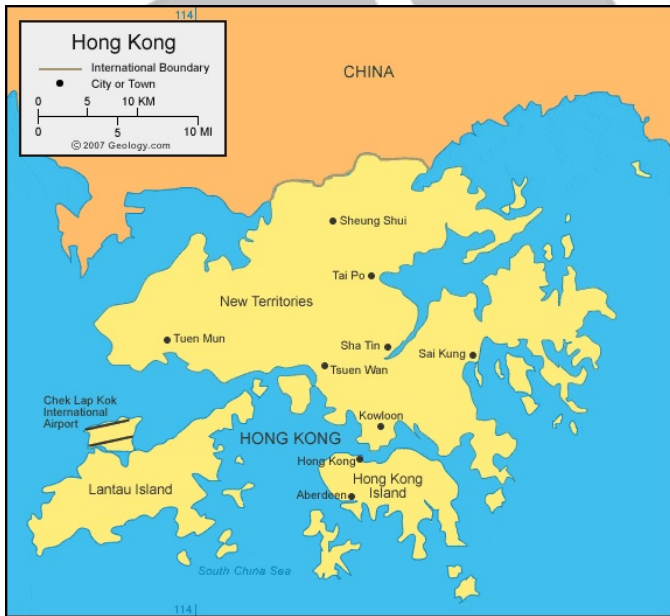 114
Hong Kong
International Boundary
City or Town
0 5 10 KM
0 5 10 MI
© 2007 Geology.com
CHINA
Sheung Shui
Tai Po
New Territories
Tuen Mun
Sha Tin
Sai Kung
Tsuen Wan
Chek Lap Kok
International
Airport
Kowloon
HONG KONG
Hong Kong
Hong Kong
Island
Lantau Island
Aberdeen
South China Sea
114